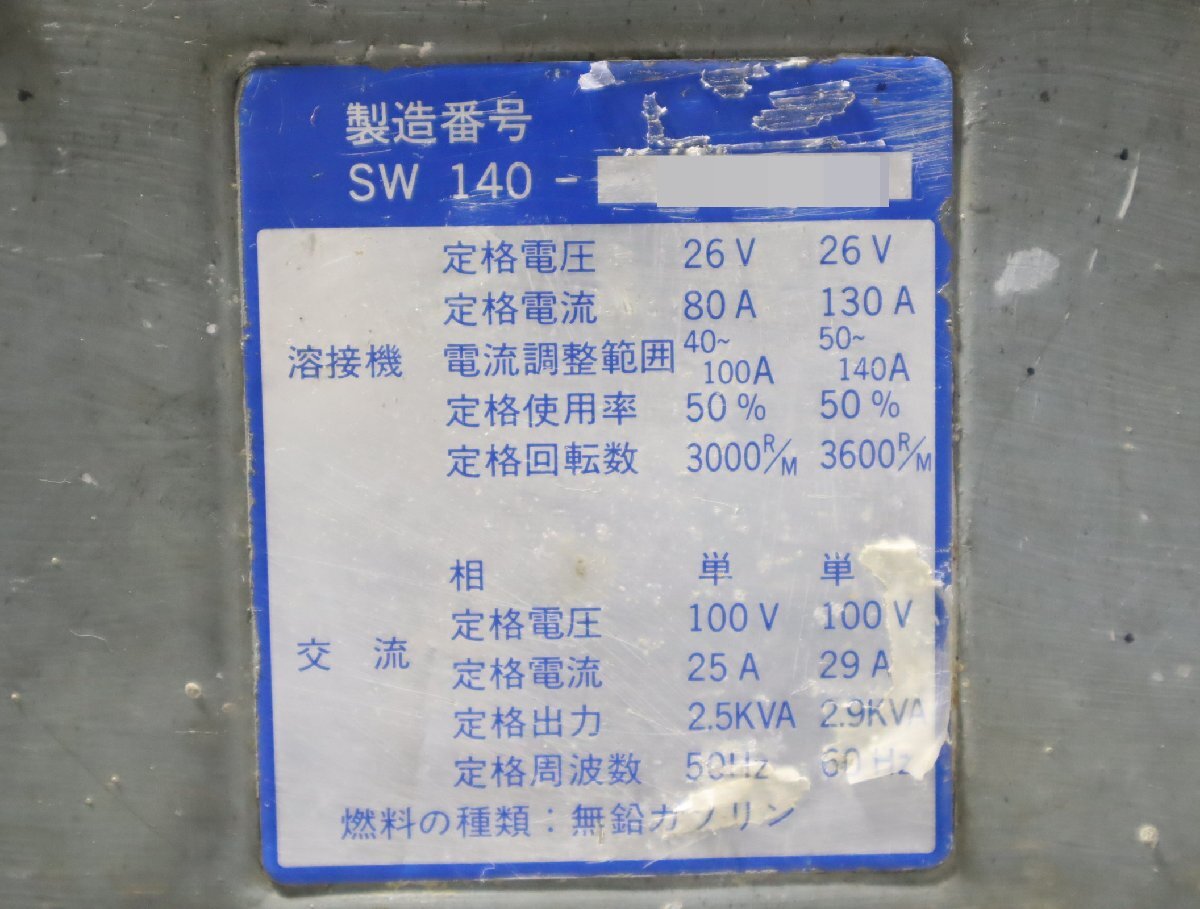 製造番号
SW 140 -
定格電圧 26 V 26 V
定格電流 80 A 130 A
溶接機 電流調整範囲 40~100A 50~140A
定格使用率 50 % 50 %
定格回転数 3000R/M 3600R/M
相 単 単
定格電圧 100 V 100 V
交 流 定格電流 25 A 29 A
定格出力 2.5KVA 2.9KVA
定格周波数 50Hz 60Hz
燃料の種類：無鉛ガソリン